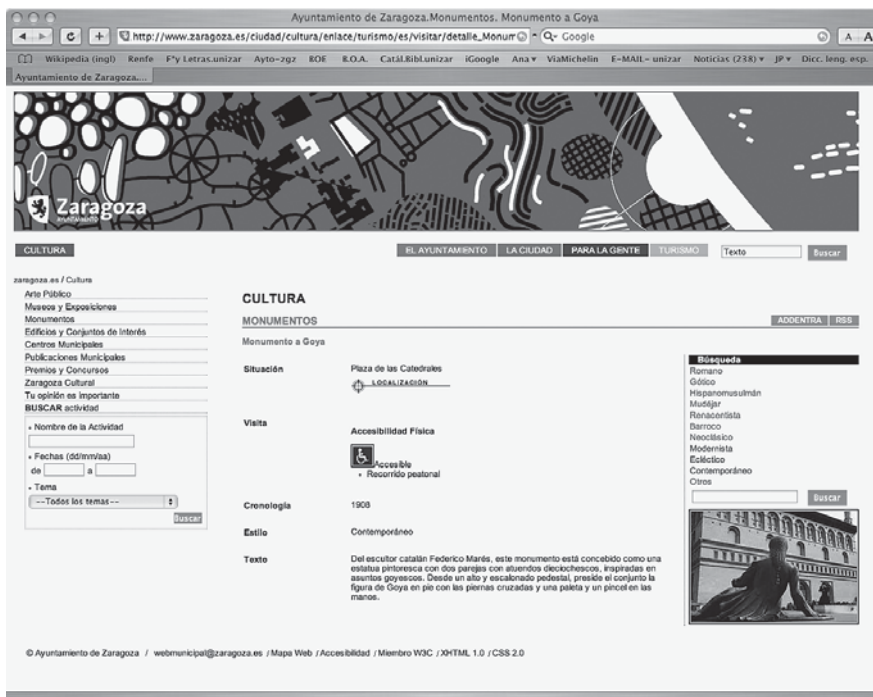 Ayuntamiento de Zaragoza.Monumentos. Monumento a Goya
http://www.zaragoza.es/ciudad/cultura/enlace/turismo/es/visitar/detalle_Monum
Google
A A
Wikipedia (ingl) Renfe Fªy Letras.unizar Ayto-zgz BOE B.O.A. Catál.Bibl.unizar iGoogle Ana ViaMichelin E-MAIL- unizar Noticias (238) JP Dicc. leng. esp.
Ayuntamiento de Zaragoza....
Zaragoza
AYUNTAMIENTO
CULTURA
EL AYUNTAMIENTO LA CIUDAD PARA LA GENTE TURISMO Texto Buscar
zaragoza.es / Cultura
Arte Público
Museos y Exposiciones
Monumentos
Edificios y Conjuntos de Interés
Centros Municipales
Publicaciones Municipales
Premios y Concursos
Zaragoza Cultural
Tu opinión es importante
BUSCAR actividad
Nombre de la Actividad
Fechas (dd/mm/aa)
de a
Tema
--Todos los temas--
Buscar
CULTURA
MONUMENTOS ADDENTRA RSS
Monumento a Goya
Situación Plaza de las Catedrales
LOCALIZACIÓN
Visita
Accesibilidad Física
Accesible
Recorrido peatonal
Cronología 1908
Estilo Contemporáneo
Texto Del escultor catalán Federico Marés, este monumento está concebido como una
estatua pintoresca con dos parejas con atuendos dieciochescos, inspiradas en
asuntos goyescos. Desde un alto y escalonado pedestal, preside el conjunto la
figura de Goya en pie con las piernas cruzadas y una paleta y un pincel en las
manos.
Búsqueda
Romano
Gótico
Hispanomusulmán
Mudéjar
Renacentista
Barroco
Neoclásico
Modernista
Ecléctico
Contemporáneo
Otros
Buscar
© Ayuntamiento de Zaragoza / webmunicipal@zaragoza.es / Mapa Web / Accesibilidad / Miembro W3C / XHTML 1.0 / CSS 2.0